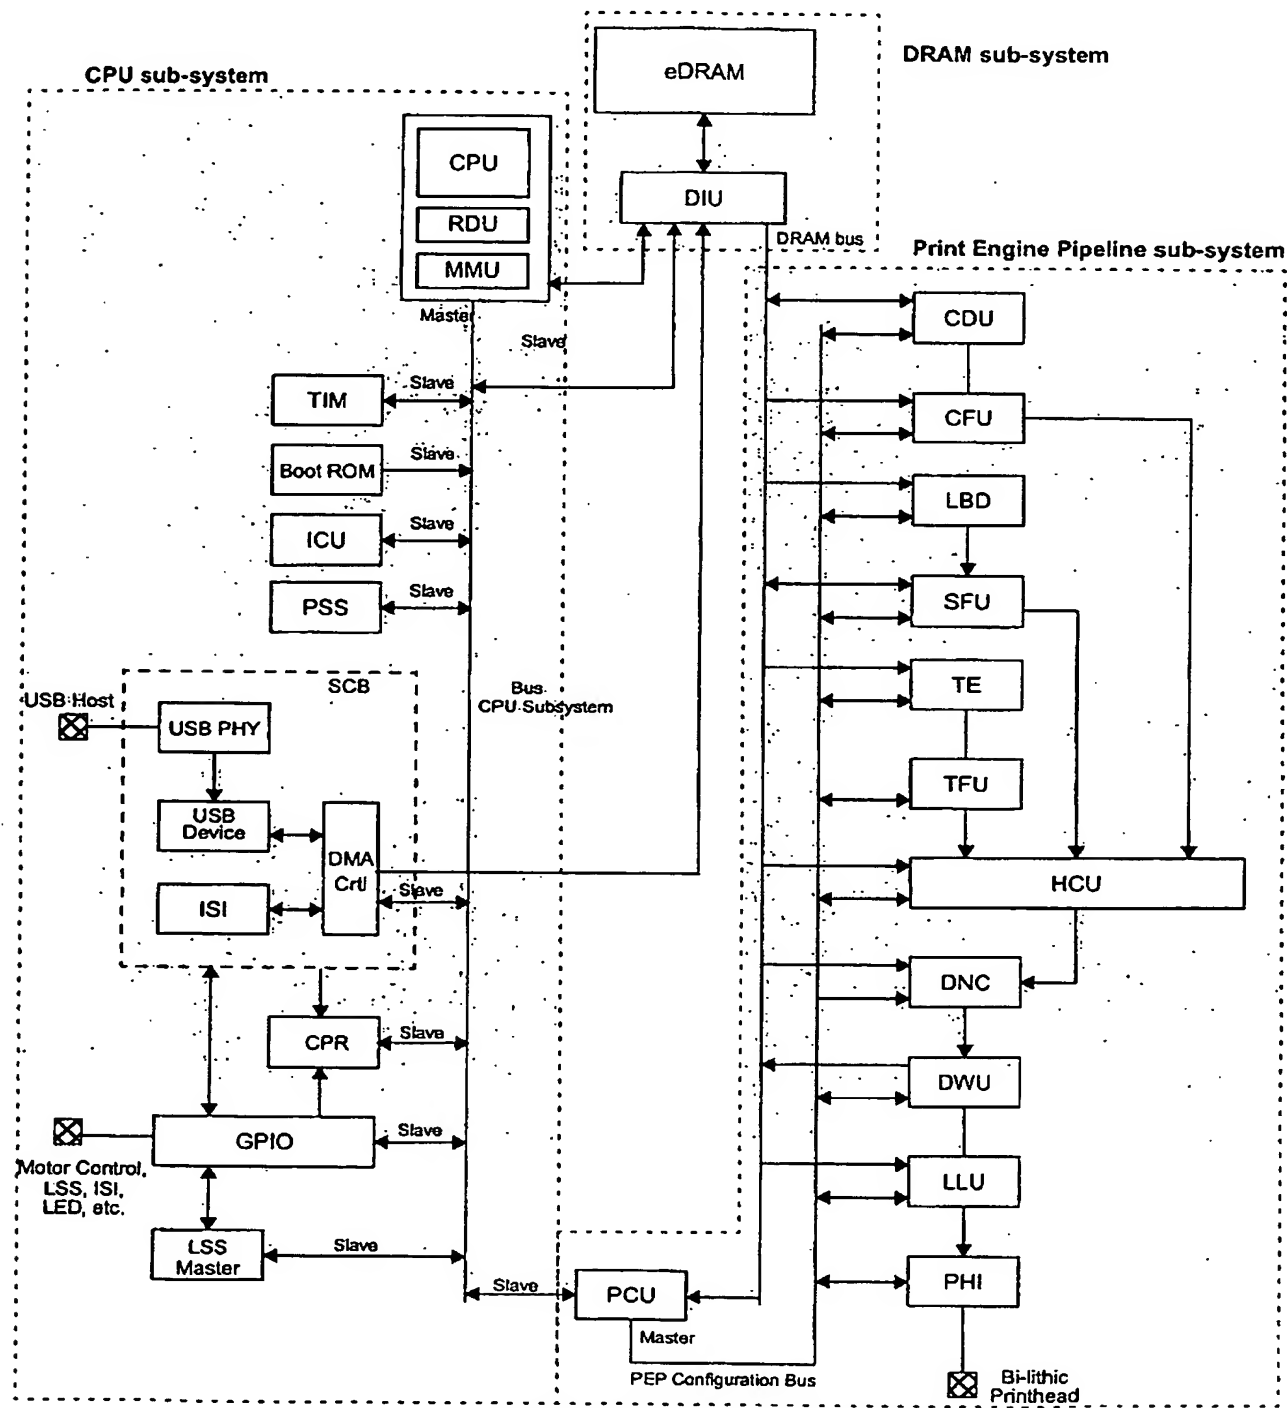 CPU sub-system
DRAM sub-system
eDRAM
DIU
DRAM bus
CPU
RDU
MMU
Master
Slave
Print Engine Pipeline sub-system
TIM
Slave
Boot ROM
Slave
ICU
Slave
PSS
Slave
SCB
USB Host
USB PHY
USB
Device
ISI
DMA
Crtl
Slave
Bus
CPU Subsystem
CPR
Slave
GPIO
Slave
Motor Control,
LSS, ISI,
LED, etc.
LSS
Master
Slave
Slave
PCU
Master
PEP Configuration Bus
CDU
CFU
LBD
SFU
TE
TFU
HCU
DNC
DWU
LLU
PHI
Bi-lithic
Printhead